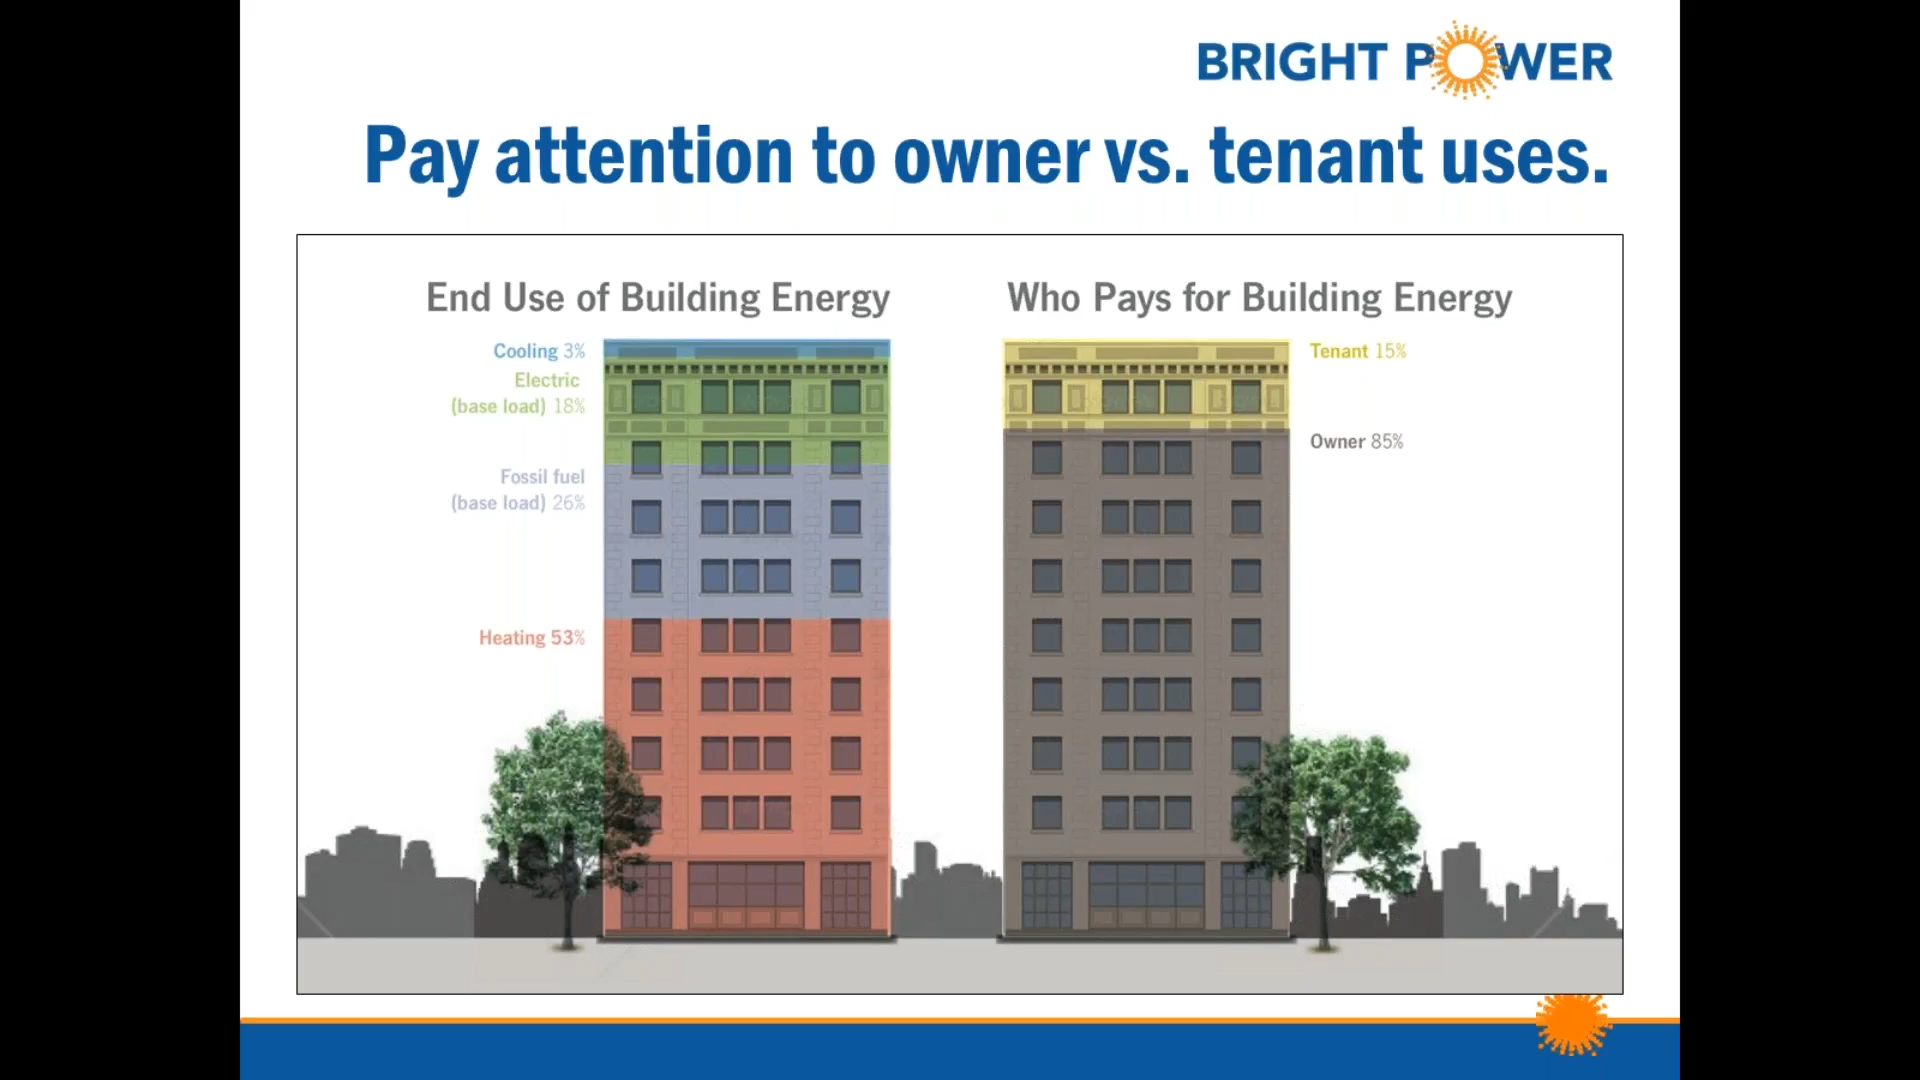 BRIGHT POWER
Pay attention to owner vs. tenant uses.
End Use of Building Energy
Cooling 3%
Electric
(base load) 18%
Fossil fuel
(base load) 26%
Heating 53%
Who Pays for Building Energy
Tenant 15%
Owner 85%